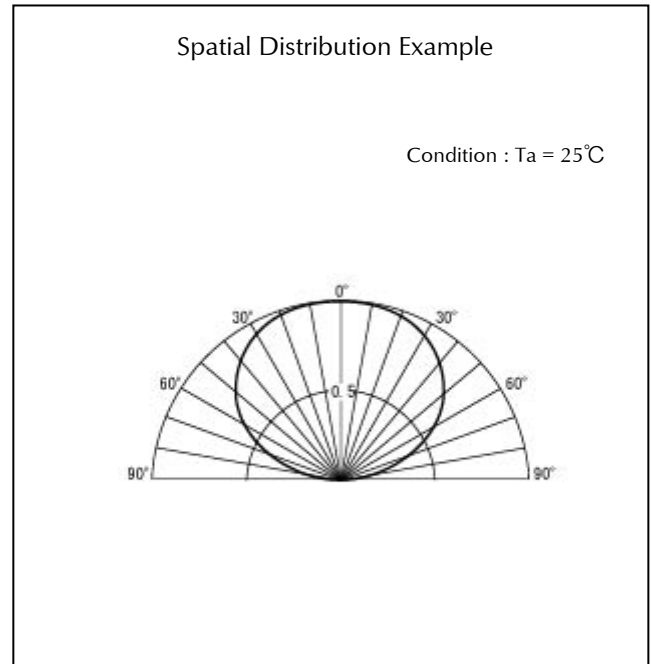 Spatial Distribution Example
Condition : Ta = 25℃
0°
30° 30°
60° 60°
0. 5
90° 90°